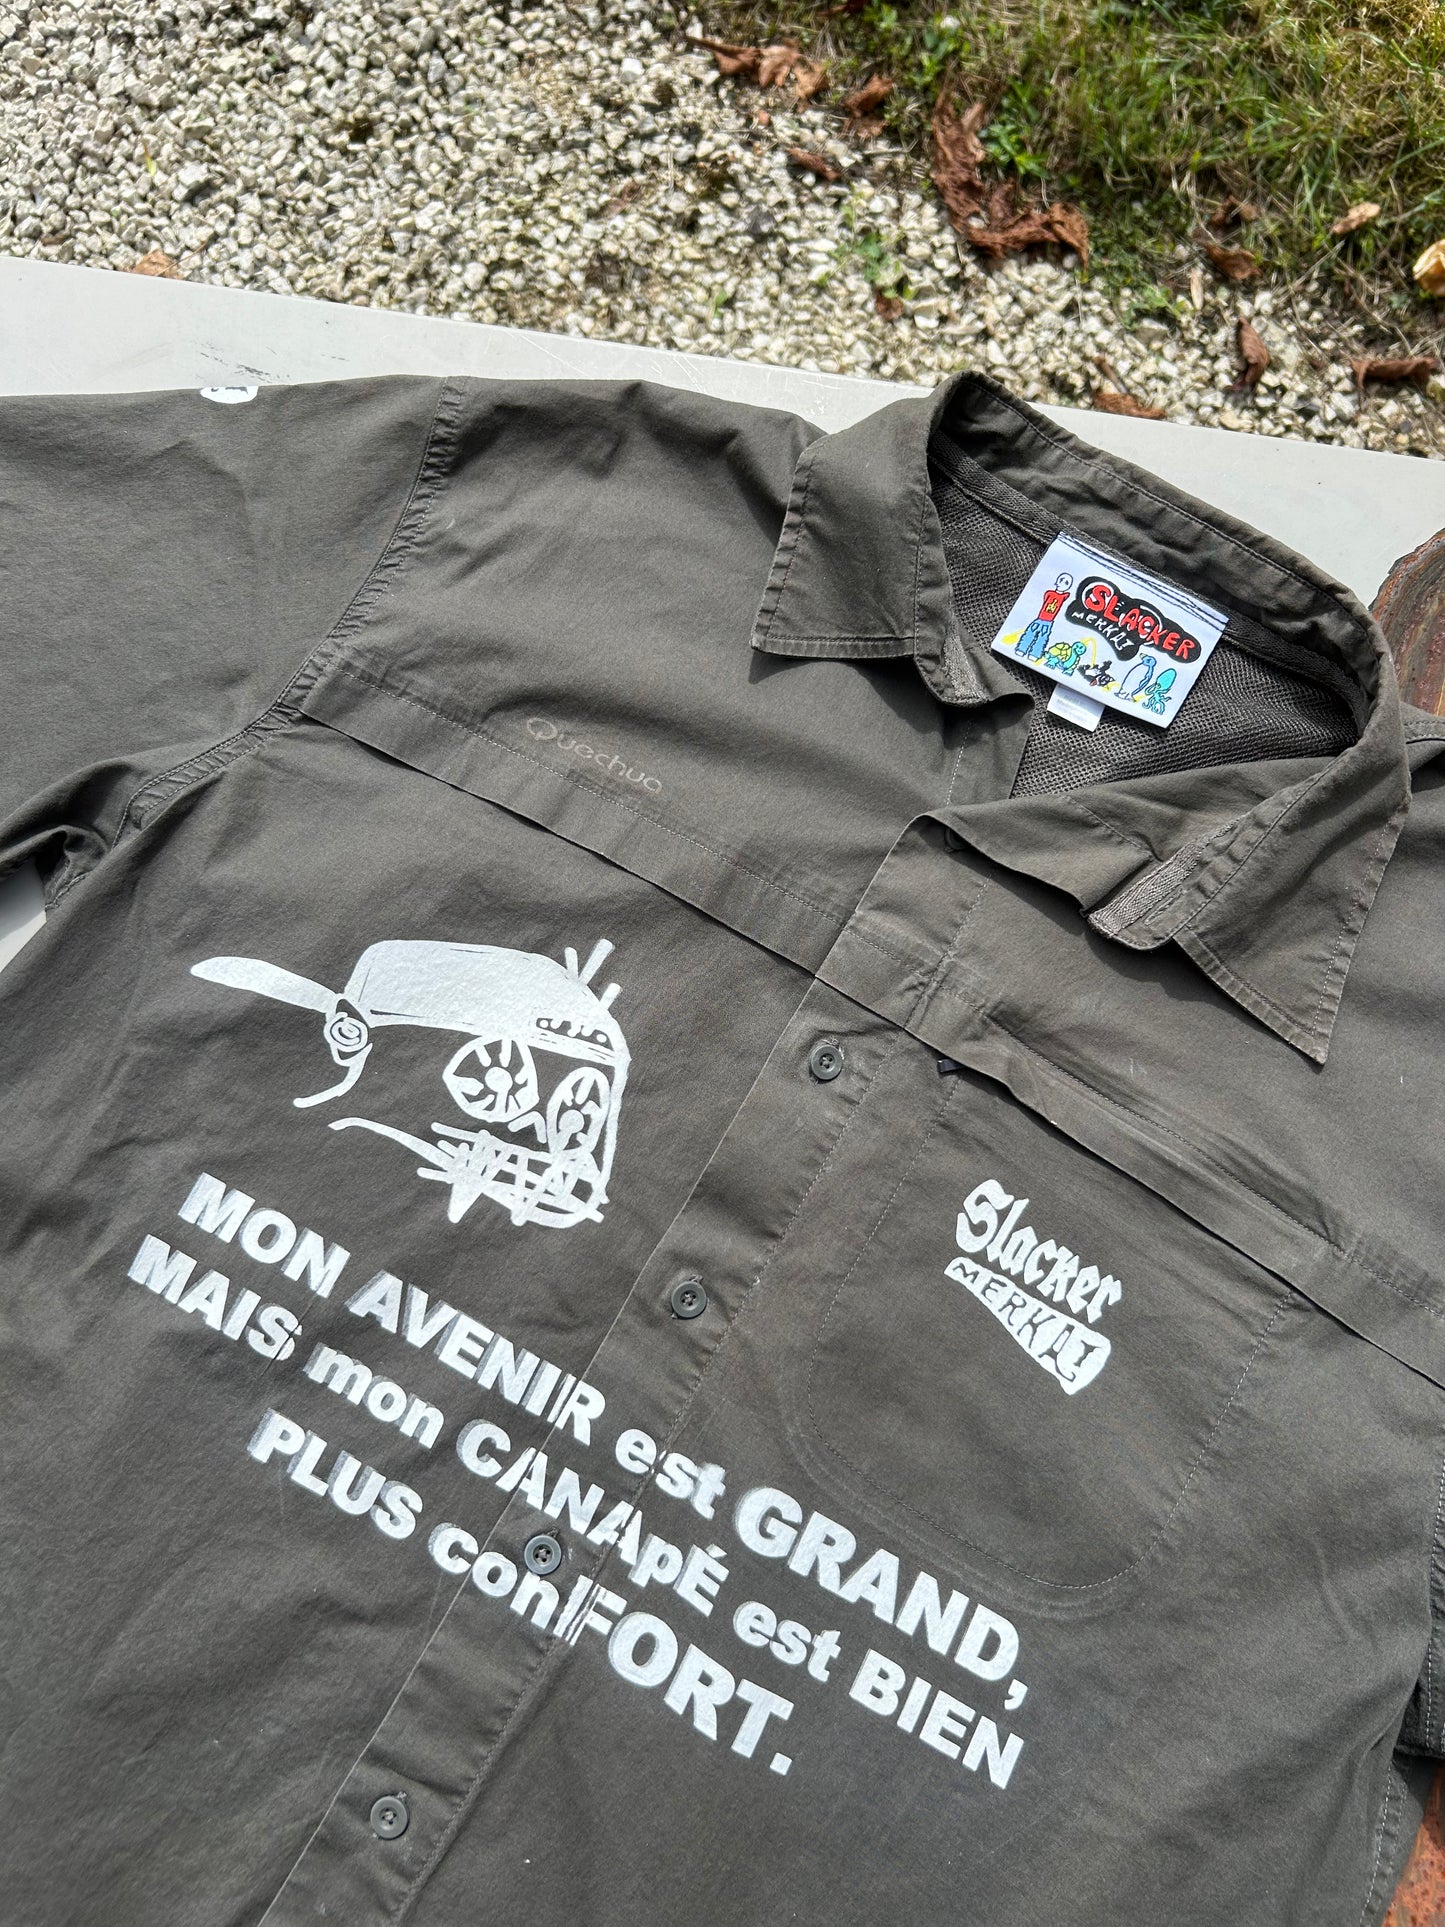 SLACKER
MERKAT
Quechua
Slacker
MERKAT
MON AVENIR est GRAND,
MAIS mon CANApÉ est BIEN
PLUS conFORT.